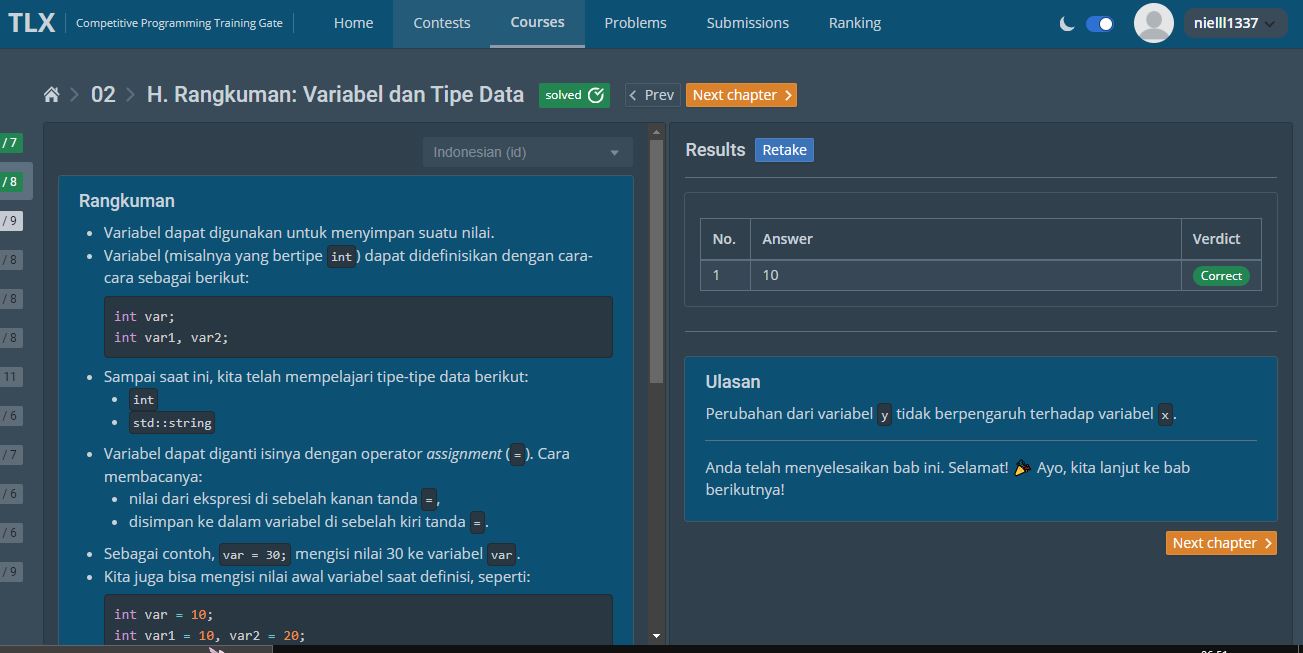 TLX Competitive Programming Training Gate Home Contests Courses Problems Submissions Ranking nielll1337
02 H. Rangkuman: Variabel dan Tipe Data solved Prev Next chapter
/ 7
/ 8
/ 9
/ 8
/ 8
/ 8
11
/ 6
/ 7
/ 6
/ 6
/ 9
Indonesian (id)
Rangkuman
Variabel dapat digunakan untuk menyimpan suatu nilai.
Variabel (misalnya yang bertipe int) dapat didefinisikan dengan cara-
cara sebagai berikut:
int var;
int var1, var2;
Sampai saat ini, kita telah mempelajari tipe-tipe data berikut:
int
std::string
Variabel dapat diganti isinya dengan operator assignment (=). Cara
membacanya:
nilai dari ekspresi di sebelah kanan tanda =,
disimpan ke dalam variabel di sebelah kiri tanda =.
Sebagai contoh, var = 30; mengisi nilai 30 ke variabel var.
Kita juga bisa mengisi nilai awal variabel saat definisi, seperti:
int var = 10;
int var1 = 10, var2 = 20;
Results Retake
No. Answer Verdict
1 10 Correct
Ulasan
Perubahan dari variabel y tidak berpengaruh terhadap variabel x.
Anda telah menyelesaikan bab ini. Selamat! 🎉 Ayo, kita lanjut ke bab
berikutnya!
Next chapter